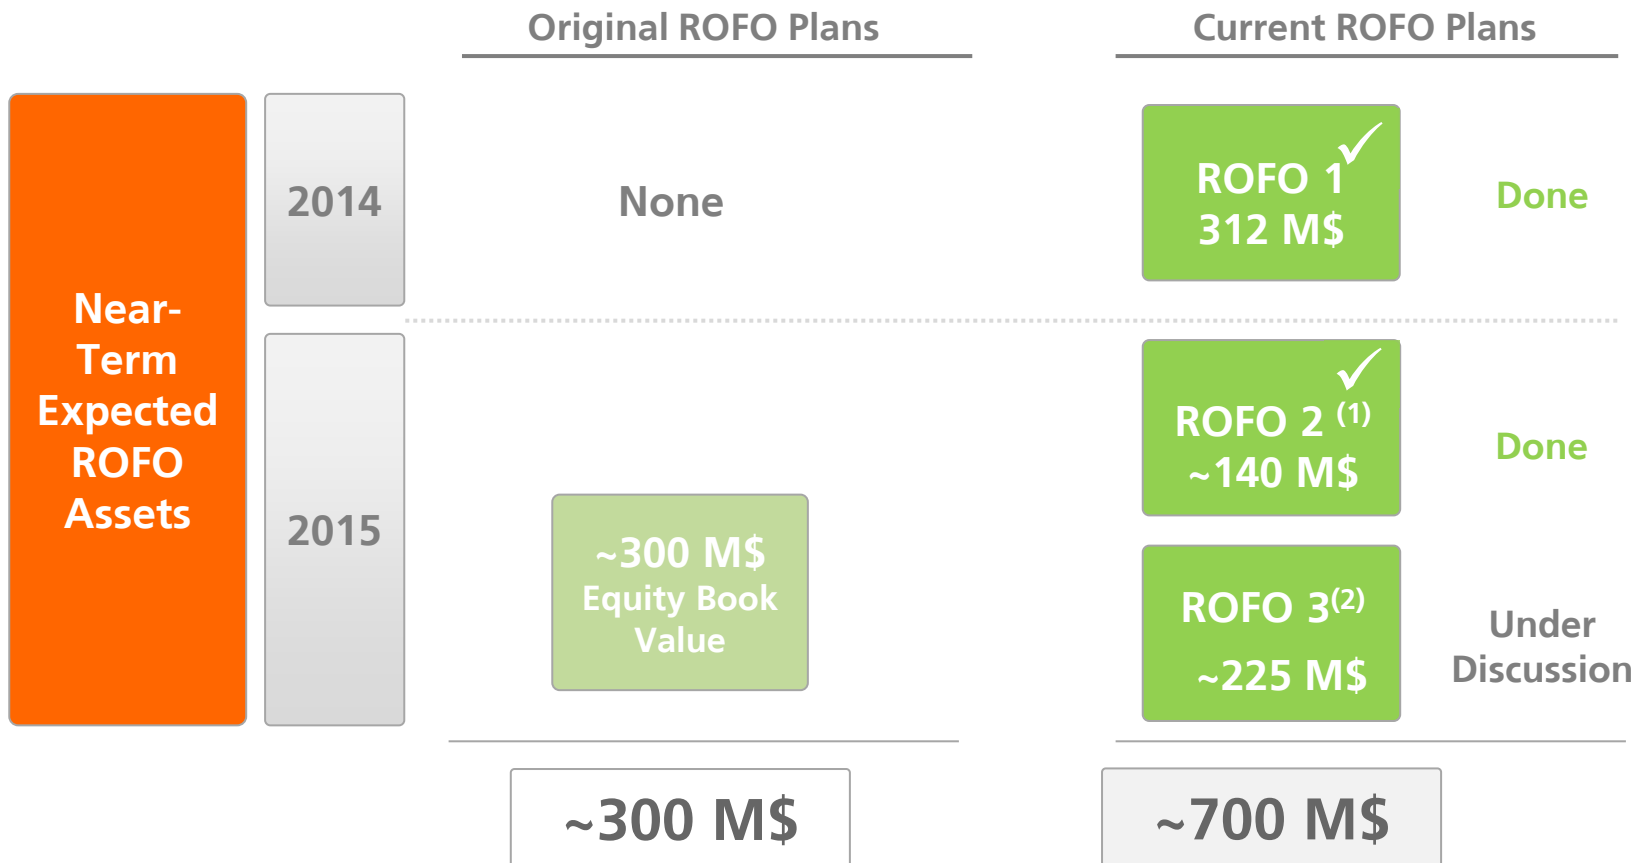 Original ROFO Plans
Current ROFO Plans
Near-
Term
Expected
ROFO
Assets
2014
None
ROFO 1
312 M$
Done
2015
~300 M$
Equity Book
Value
ROFO 2 (1)
~140 M$
Done
ROFO 3(2)
~225 M$
Under
Discussion
~300 M$
~700 M$